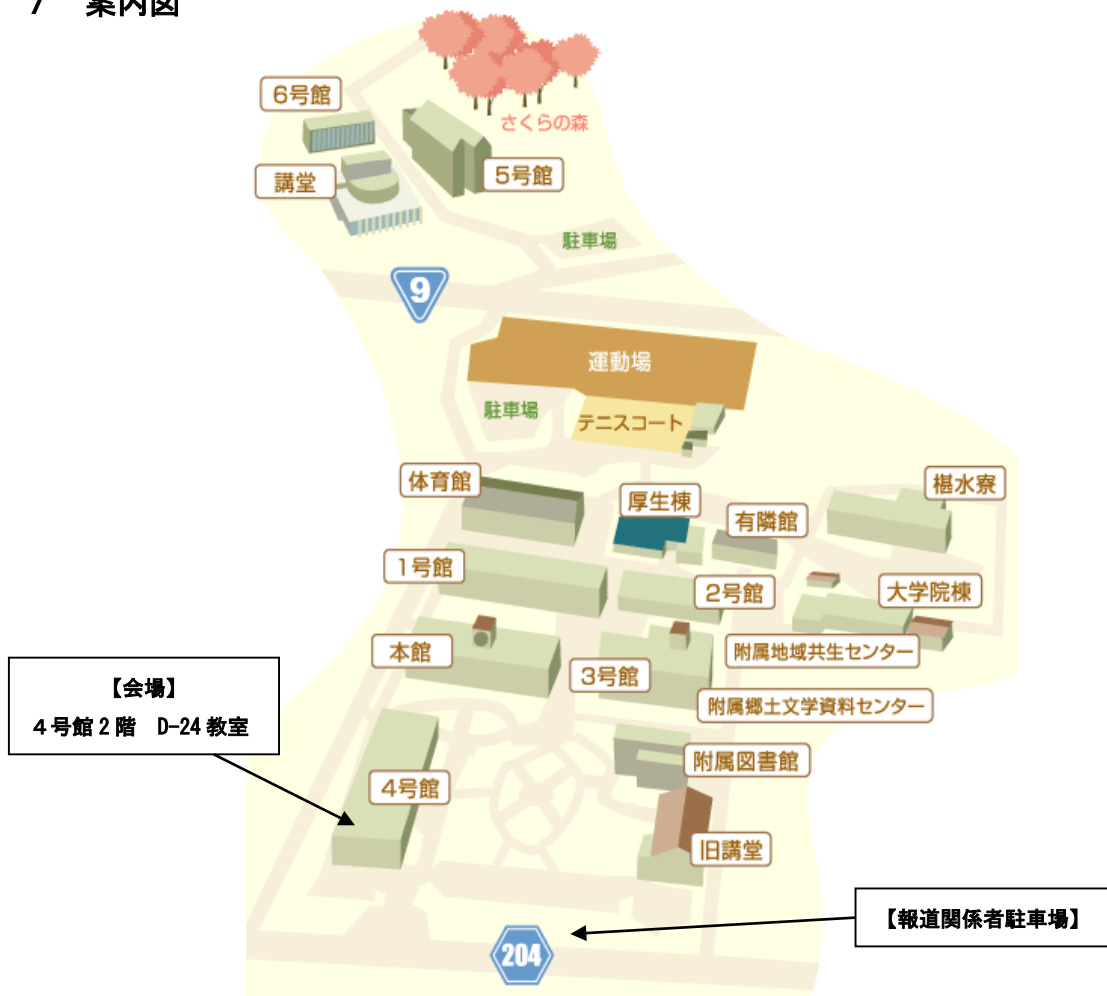 7　案内図
6号館
さくらの森
講堂
5号館
駐車場
9
運動場
駐車場
テニスコート
体育館
椹水寮
厚生棟
有隣館
1号館
2号館
大学院棟
本館
附属地域共生センター
3号館
【会場】
4号館2階　D-24教室
附属郷土文学資料センター
附属図書館
4号館
旧講堂
【報道関係者駐車場】
204